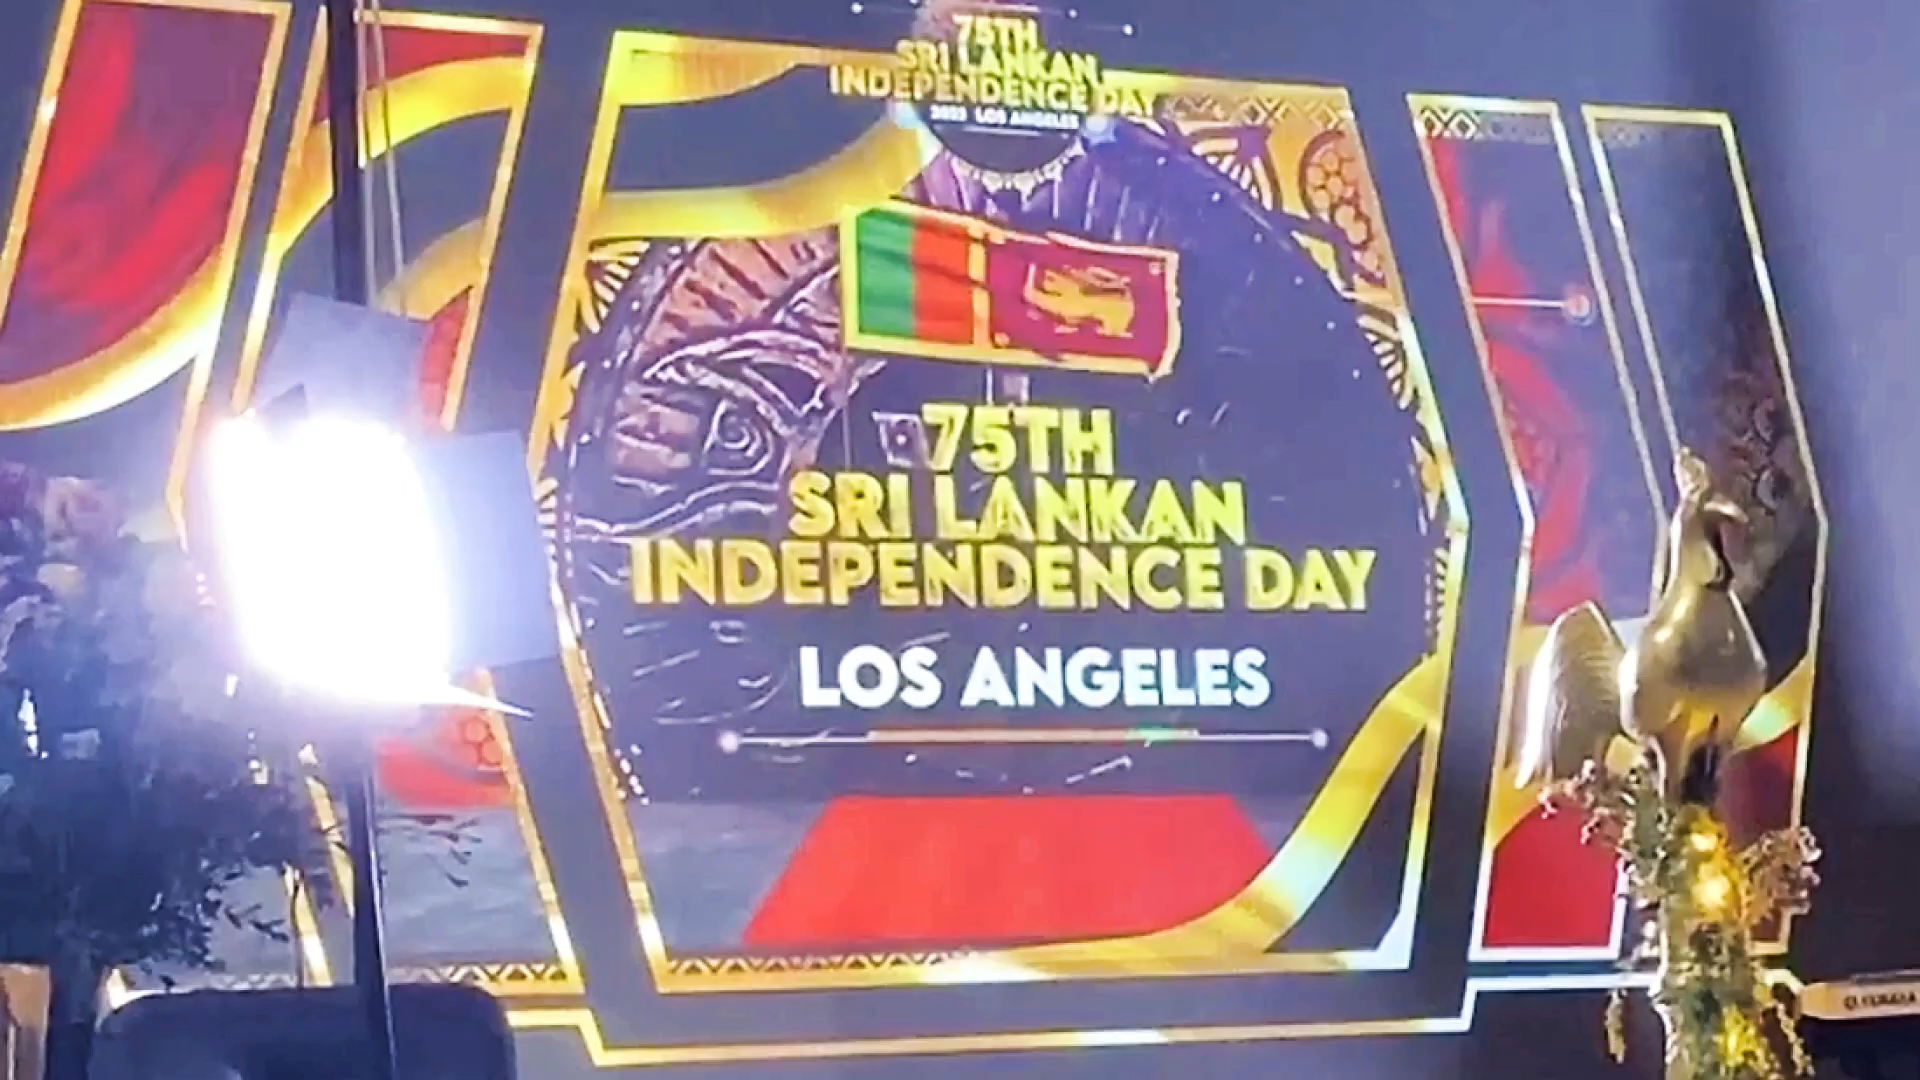 75TH
SRI LANKAN
INDEPENDENCE DAY
2023 LOS ANGELES
75TH
SRI LANKAN
INDEPENDENCE DAY
LOS ANGELES